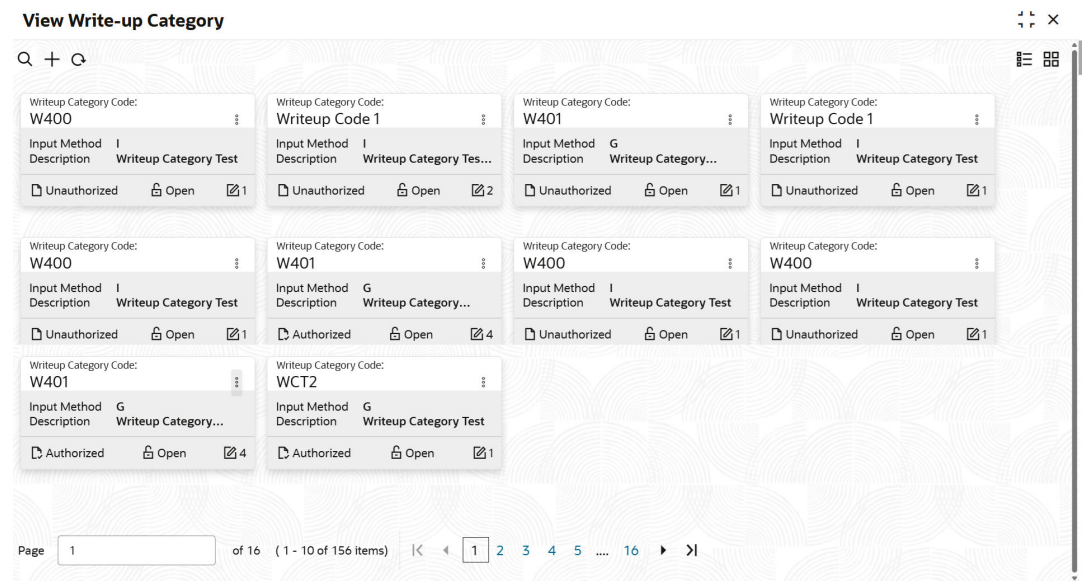 View Write-up Category
Writeup Category Code:
W400
Input Method I
Description Writeup Category Test
Unauthorized Open 1
Writeup Category Code:
Writeup Code 1
Input Method I
Description Writeup Category Tes...
Unauthorized Open 2
Writeup Category Code:
W401
Input Method G
Description Writeup Category...
Unauthorized Open 1
Writeup Category Code:
Writeup Code 1
Input Method I
Description Writeup Category Test
Unauthorized Open 1
Writeup Category Code:
W400
Input Method I
Description Writeup Category Test
Unauthorized Open 1
Writeup Category Code:
W401
Input Method G
Description Writeup Category...
Authorized Open 4
Writeup Category Code:
W400
Input Method I
Description Writeup Category Test
Unauthorized Open 1
Writeup Category Code:
W400
Input Method I
Description Writeup Category Test
Unauthorized Open 1
Writeup Category Code:
W401
Input Method G
Description Writeup Category...
Authorized Open 4
Writeup Category Code:
WCT2
Input Method G
Description Writeup Category Test
Authorized Open 1
Page 1 of 16 ( 1 - 10 of 156 items) 1 2 3 4 5 .... 16